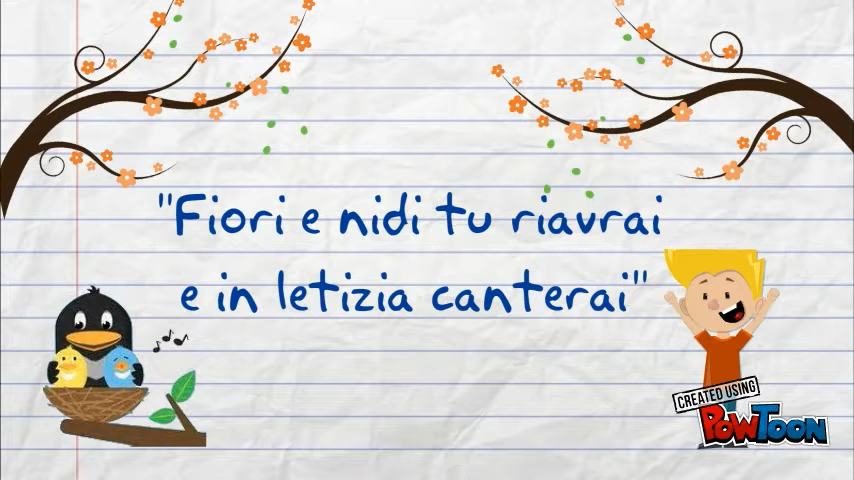 "Fiori e nidi tu riavrai
e in letizia canterai"
CREATED USING
POWTOON